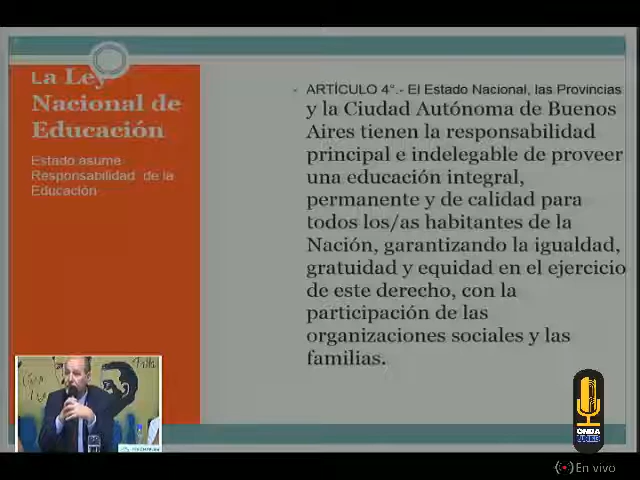 La Ley
Nacional de
Educación
Estado asume
Responsabilidad de la
Educación
- ARTÍCULO 4°.- El Estado Nacional, las Provincias
y la Ciudad Autónoma de Buenos
Aires tienen la responsabilidad
principal e indelegable de proveer
una educación integral,
permanente y de calidad para
todos los/as habitantes de la
Nación, garantizando la igualdad,
gratuidad y equidad en el ejercicio
de este derecho, con la
participación de las
organizaciones sociales y las
familias.
ONDA
UNED
En vivo